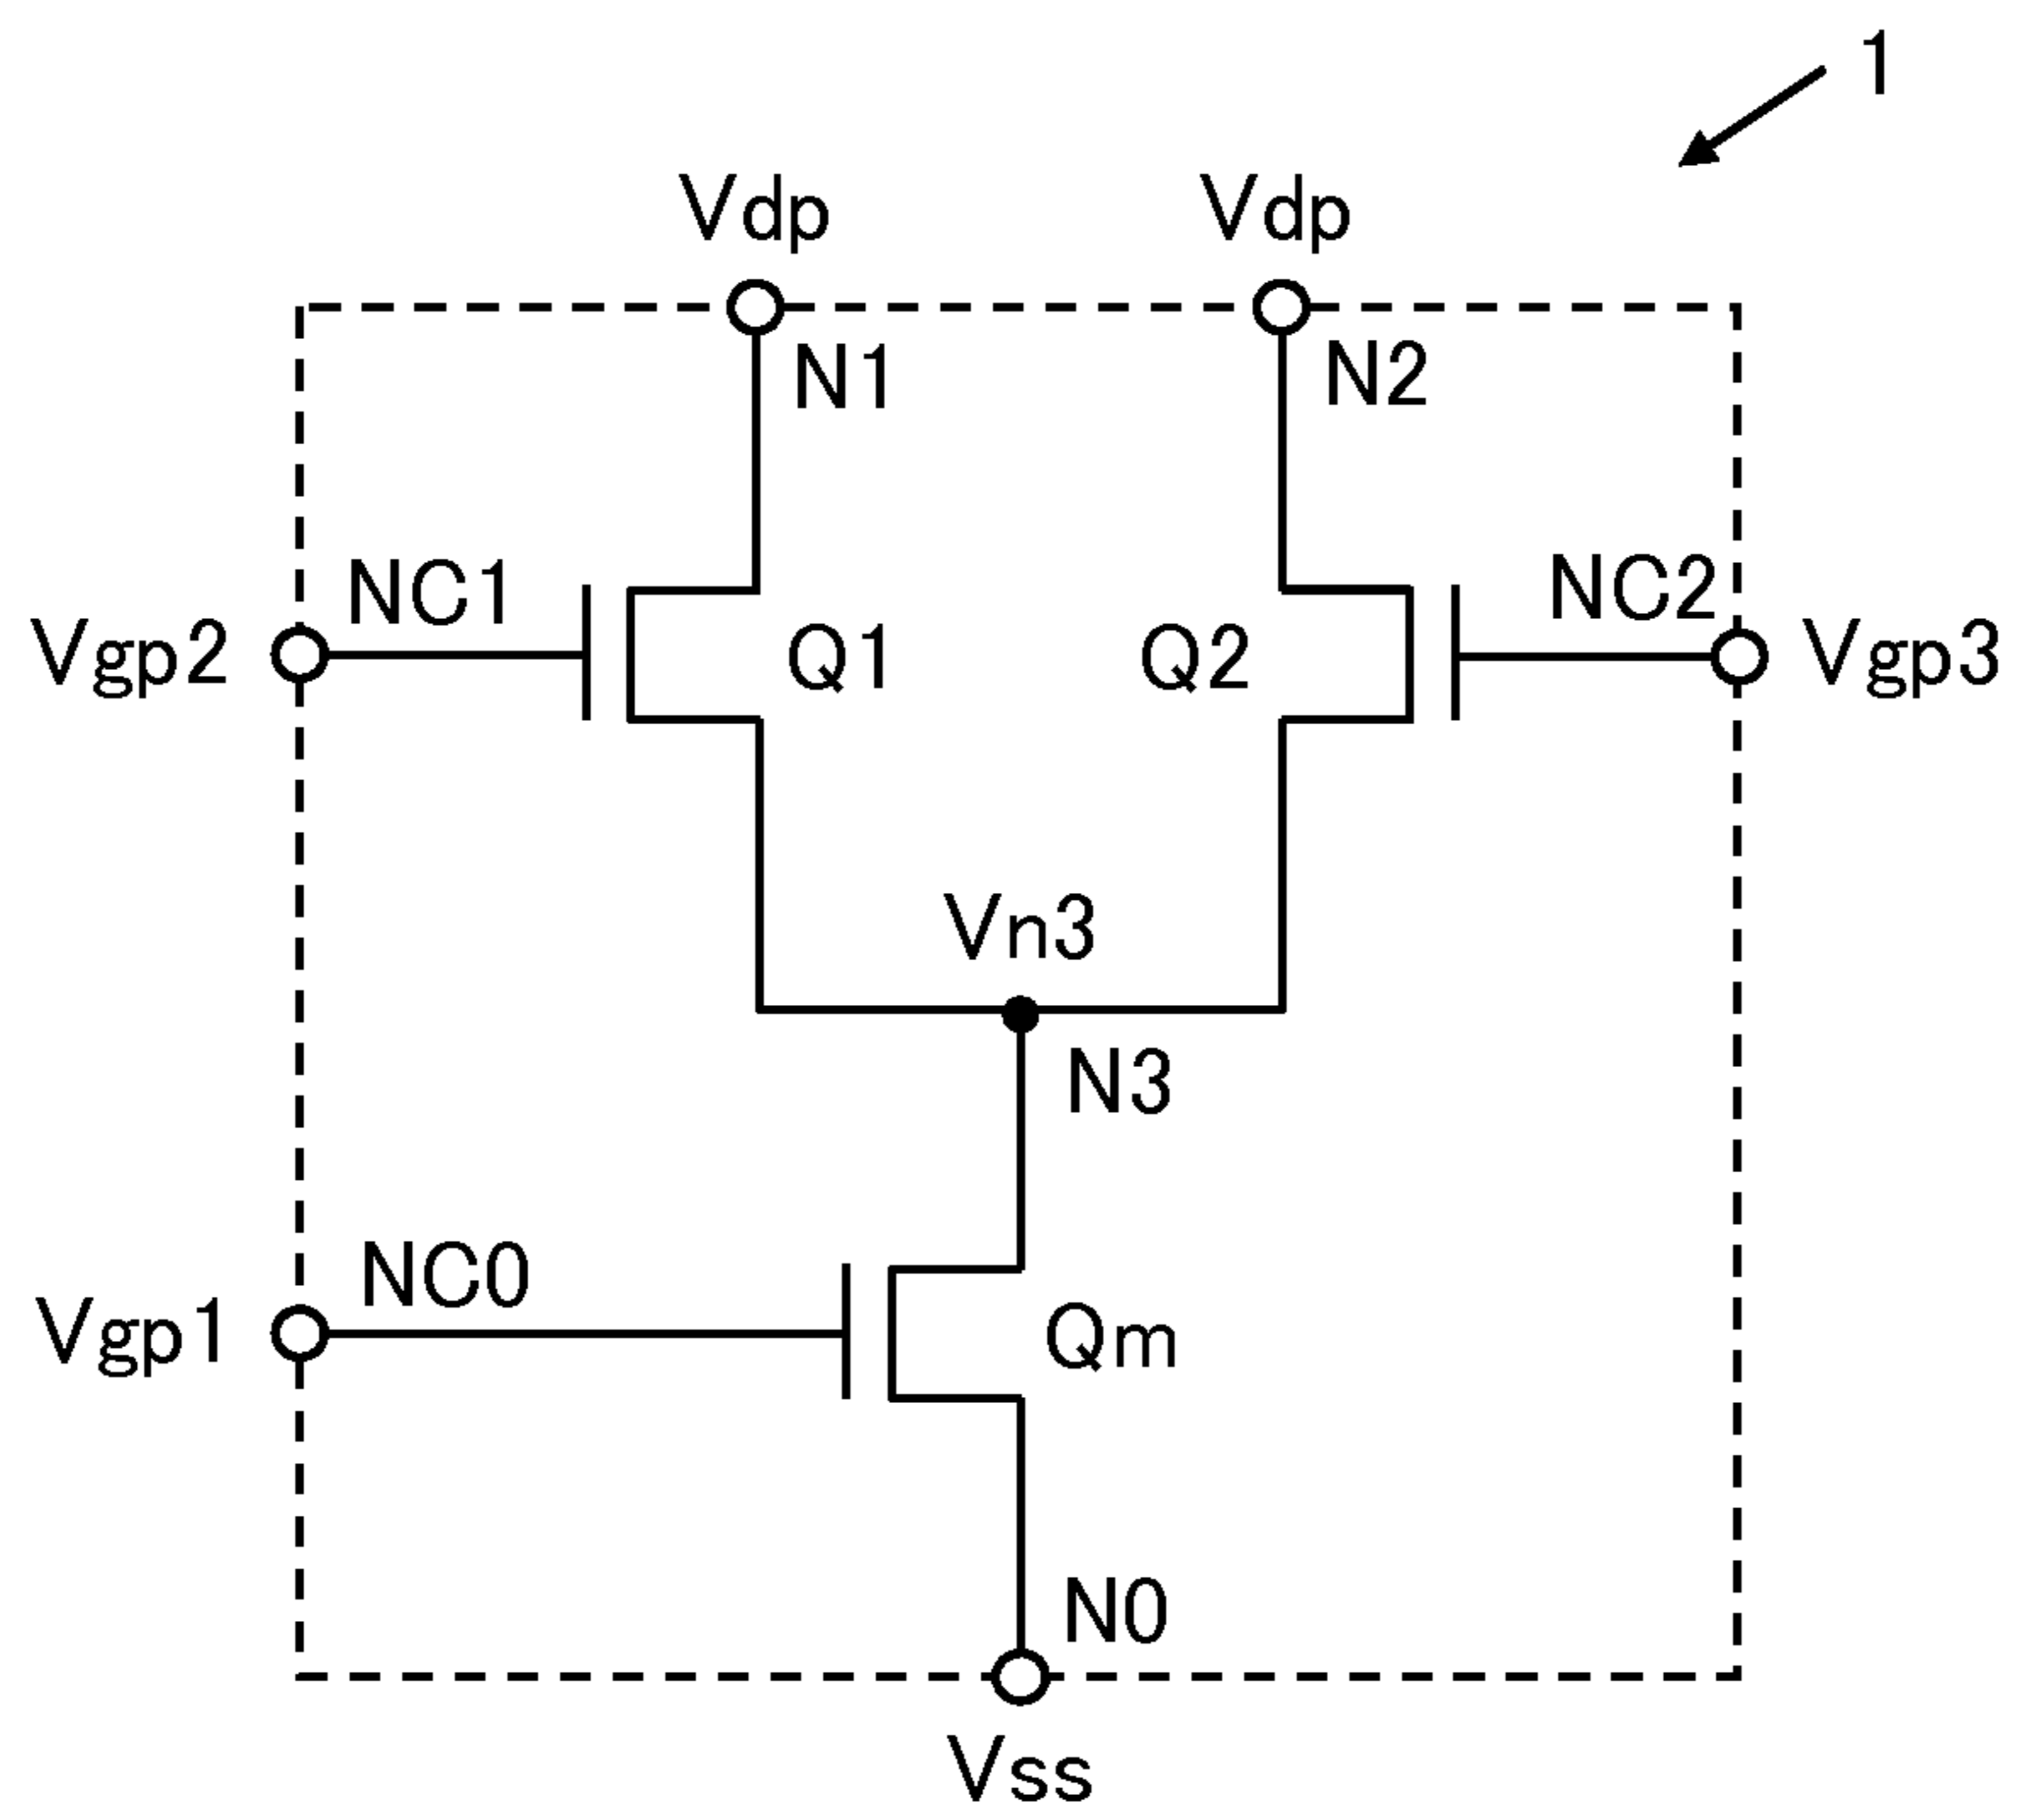 1
Vdp Vdp
N1 N2
NC1 NC2
Vgp2 Q1 Q2 Vgp3
Vn3
N3
NC0
Vgp1 Qm
N0
Vss